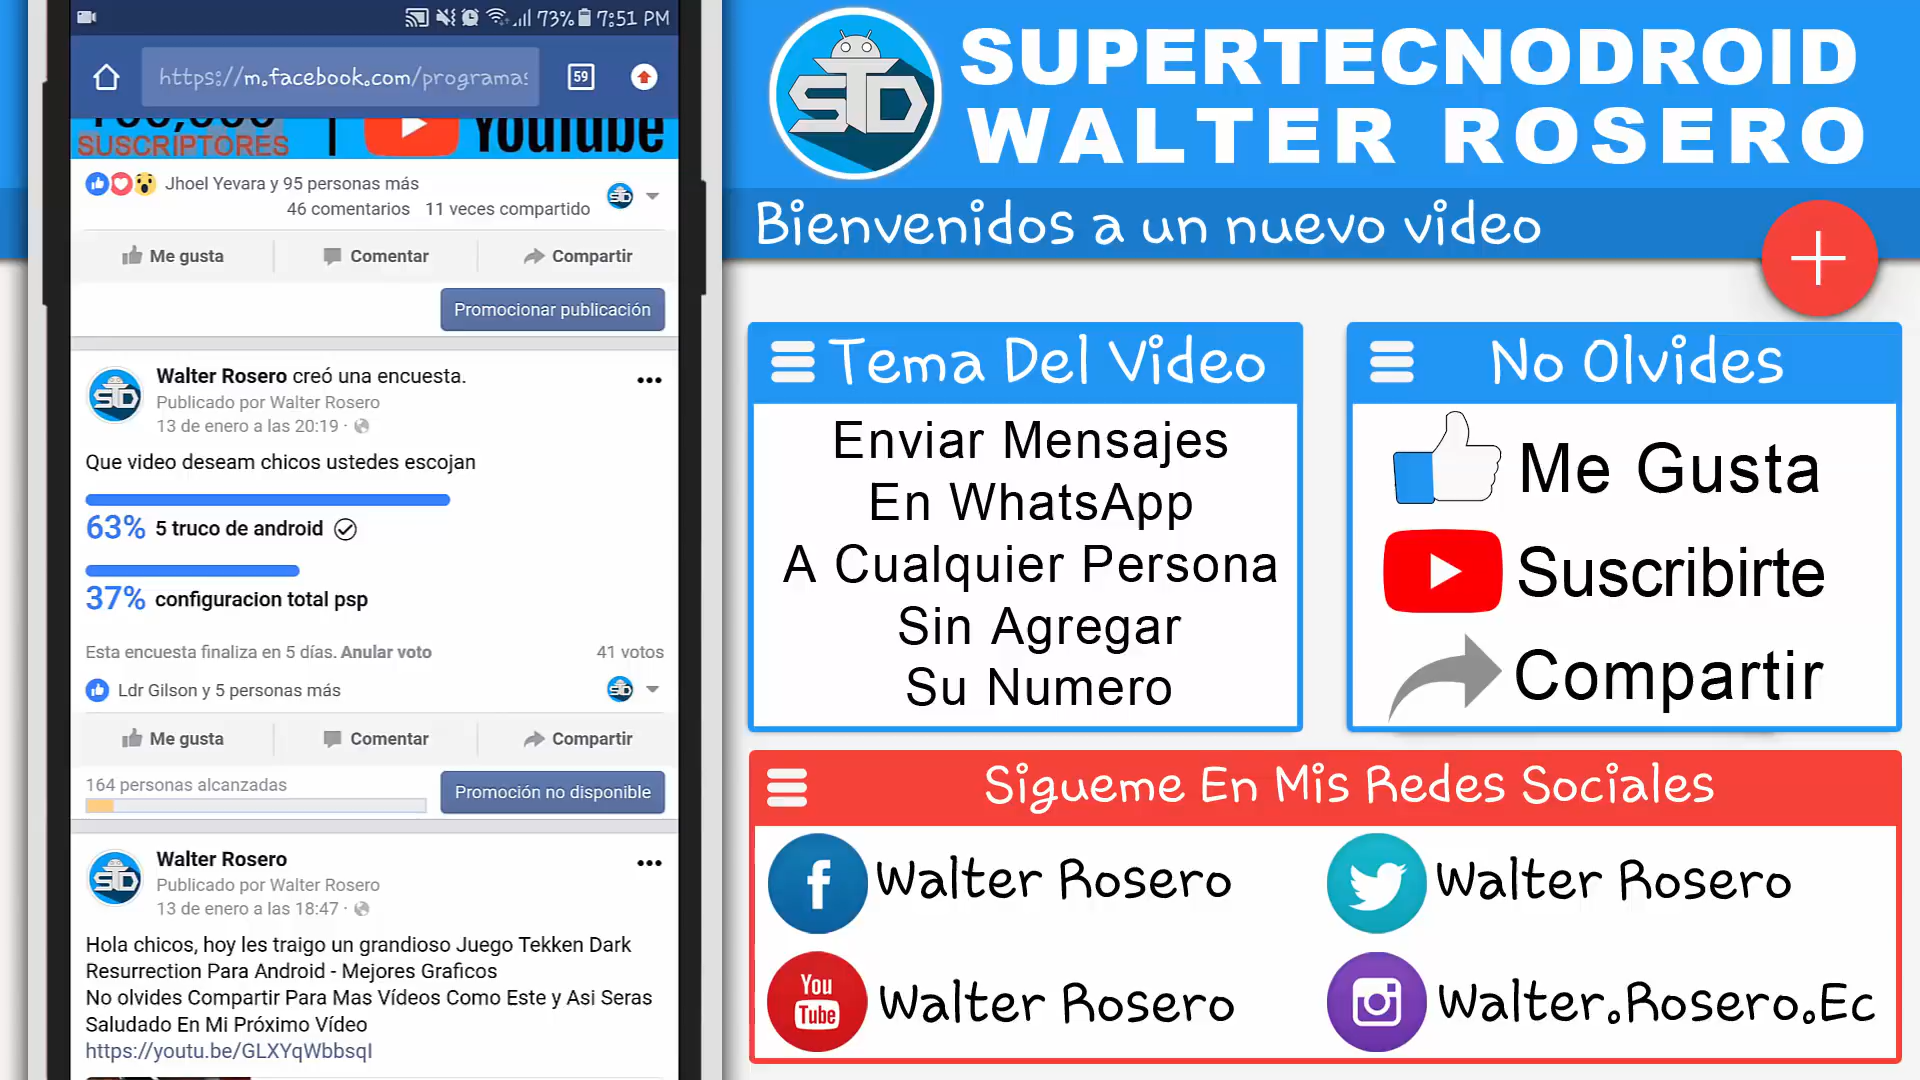 73% 7:51 PM
https://m.facebook.com/programas
59
SUSCRIPTORES
YouTube
Jhoel Yevara y 95 personas más
46 comentarios 11 veces compartido
Me gusta Comentar Compartir
Promocionar publicación
Walter Rosero creó una encuesta.
Publicado por Walter Rosero
13 de enero a las 20:19 ·
Que video deseam chicos ustedes escojan
63% 5 truco de android
37% configuracion total psp
Esta encuesta finaliza en 5 días. Anular voto 41 votos
Ldr Gilson y 5 personas más
Me gusta Comentar Compartir
164 personas alcanzadas
Promoción no disponible
Walter Rosero
Publicado por Walter Rosero
13 de enero a las 18:47 ·
Hola chicos, hoy les traigo un grandioso Juego Tekken Dark
Resurrection Para Android - Mejores Graficos
No olvides Compartir Para Mas Vídeos Como Este y Asi Seras
Saludado En Mi Próximo Vídeo
https://youtu.be/GLXYqWbbsqI
STD
SUPERTECNODROID
WALTER ROSERO
Bienvenidos a un nuevo video
Tema Del Video
Enviar Mensajes
En WhatsApp
A Cualquier Persona
Sin Agregar
Su Numero
No Olvides
Me Gusta
Suscribirte
Compartir
Sigueme En Mis Redes Sociales
Walter Rosero
Walter Rosero
You Tube Walter Rosero
Walter.Rosero.Ec